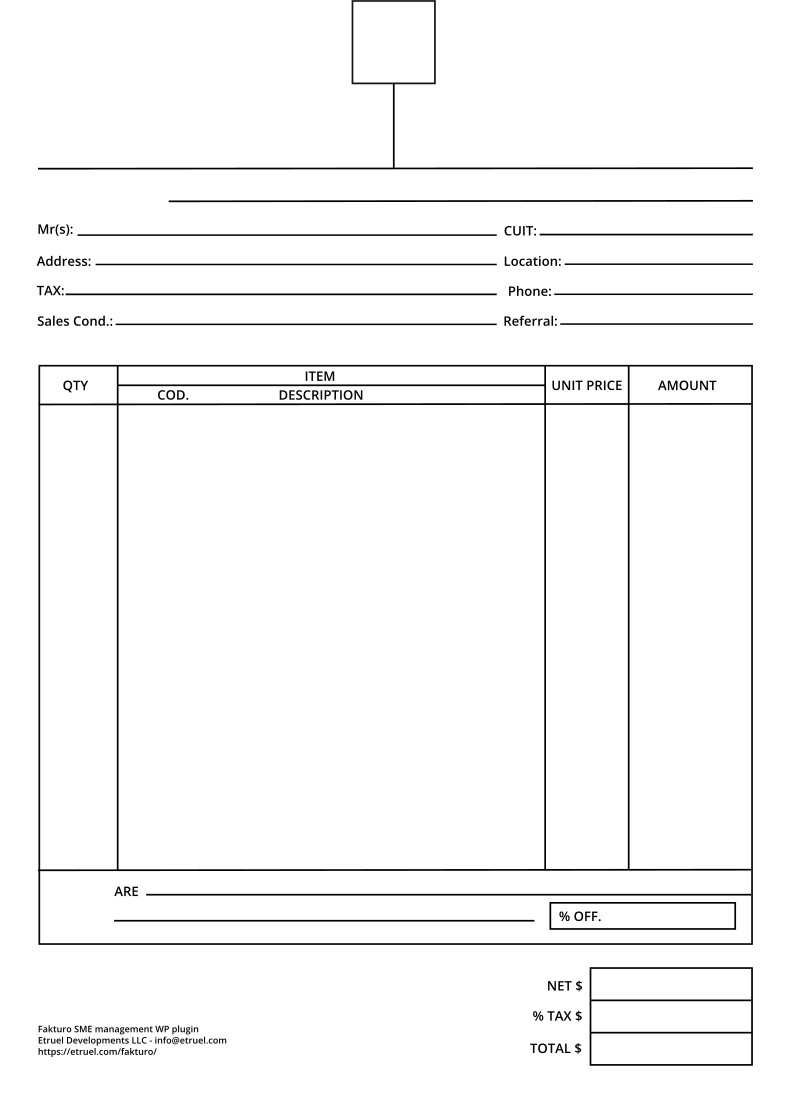 Mr(s):
CUIT:
Address:
Location:
TAX:
Phone:
Sales Cond.:
Referral:
QTY
ITEM
COD.
DESCRIPTION
UNIT PRICE
AMOUNT
ARE
% OFF.
NET $
% TAX $
TOTAL $
Fakturo SME management WP plugin
Etruel Developments LLC - info@etruel.com
https://etruel.com/fakturo/